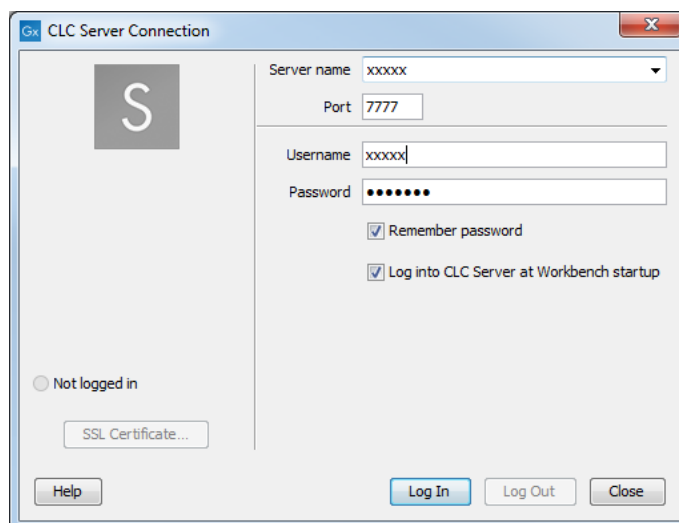 Gx CLC Server Connection
S
Server name xxxxx
Port 7777
Username xxxxx
Password •••••••
Remember password
Log into CLC Server at Workbench startup
Not logged in
SSL Certificate...
Help Log In Log Out Close